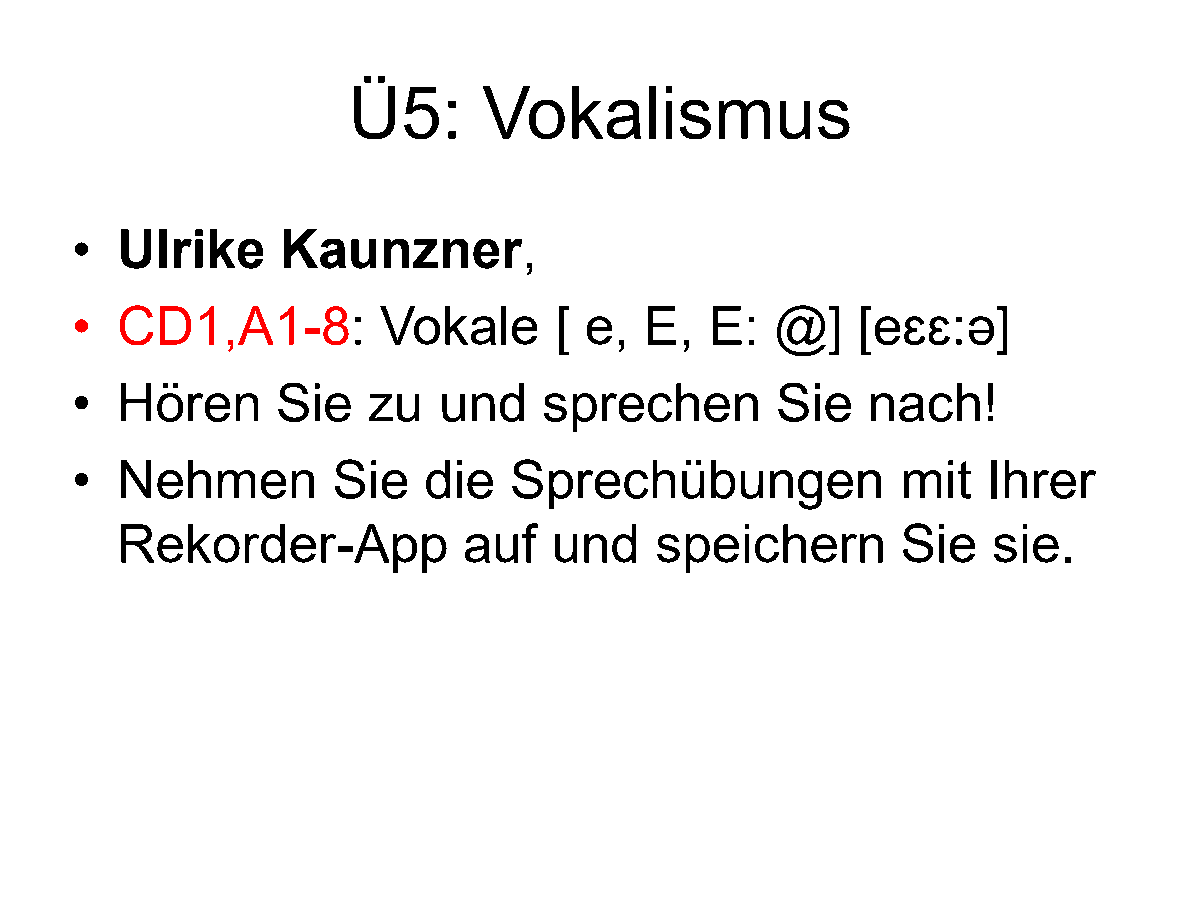 Ü5: Vokalismus
• Ulrike Kaunzner,
• CD1,A1-8: Vokale [ e, E, E: @] [eɛɛ:ə]
• Hören Sie zu und sprechen Sie nach!
• Nehmen Sie die Sprechübungen mit Ihrer
Rekorder-App auf und speichern Sie sie.